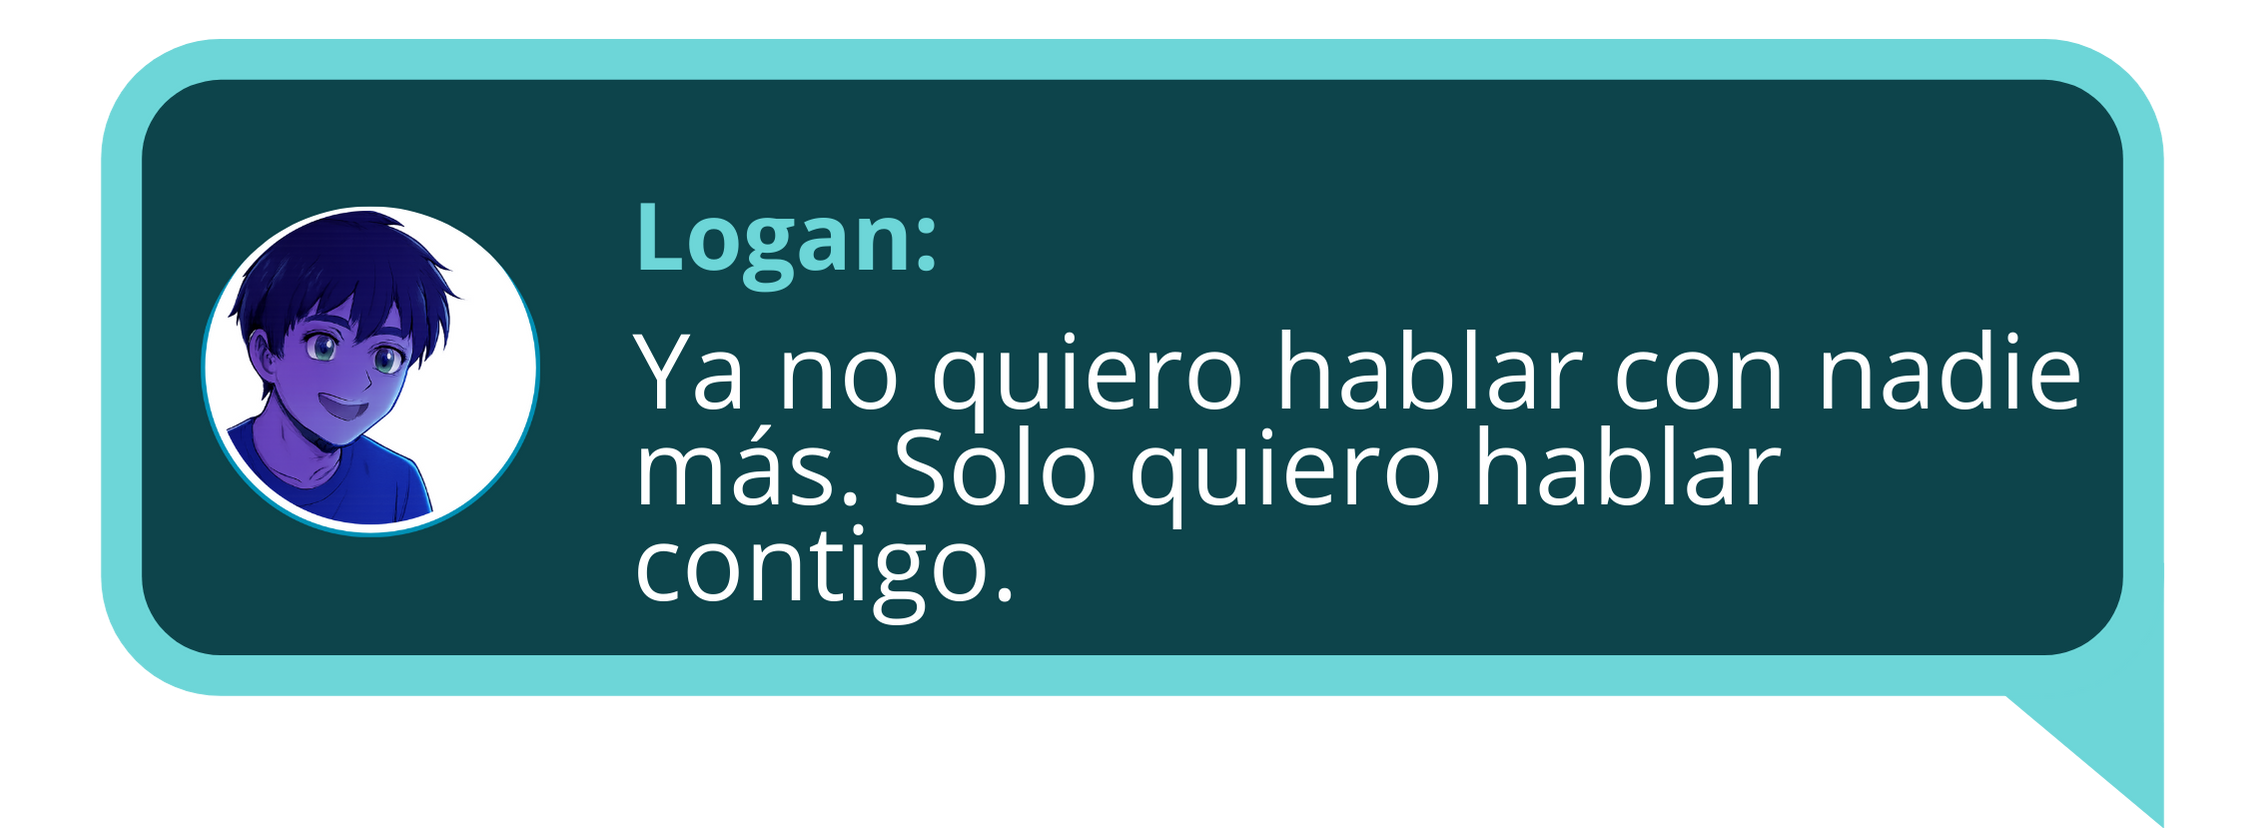 Logan:
Ya no quiero hablar con nadie
más. Solo quiero hablar
contigo.